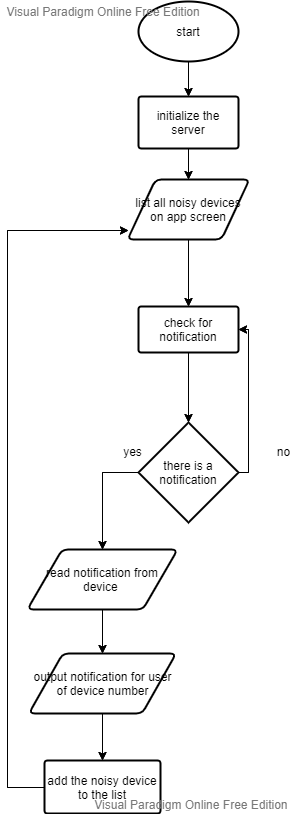 Visual Paradigm Online Free Edition
start
initialize the
server
list all noisy devices
on app screen
check for
notification
yes
no
there is a
notification
read notification from
device
output notification for user
of device number
add the noisy device
to the list
Visual Paradigm Online Free Edition